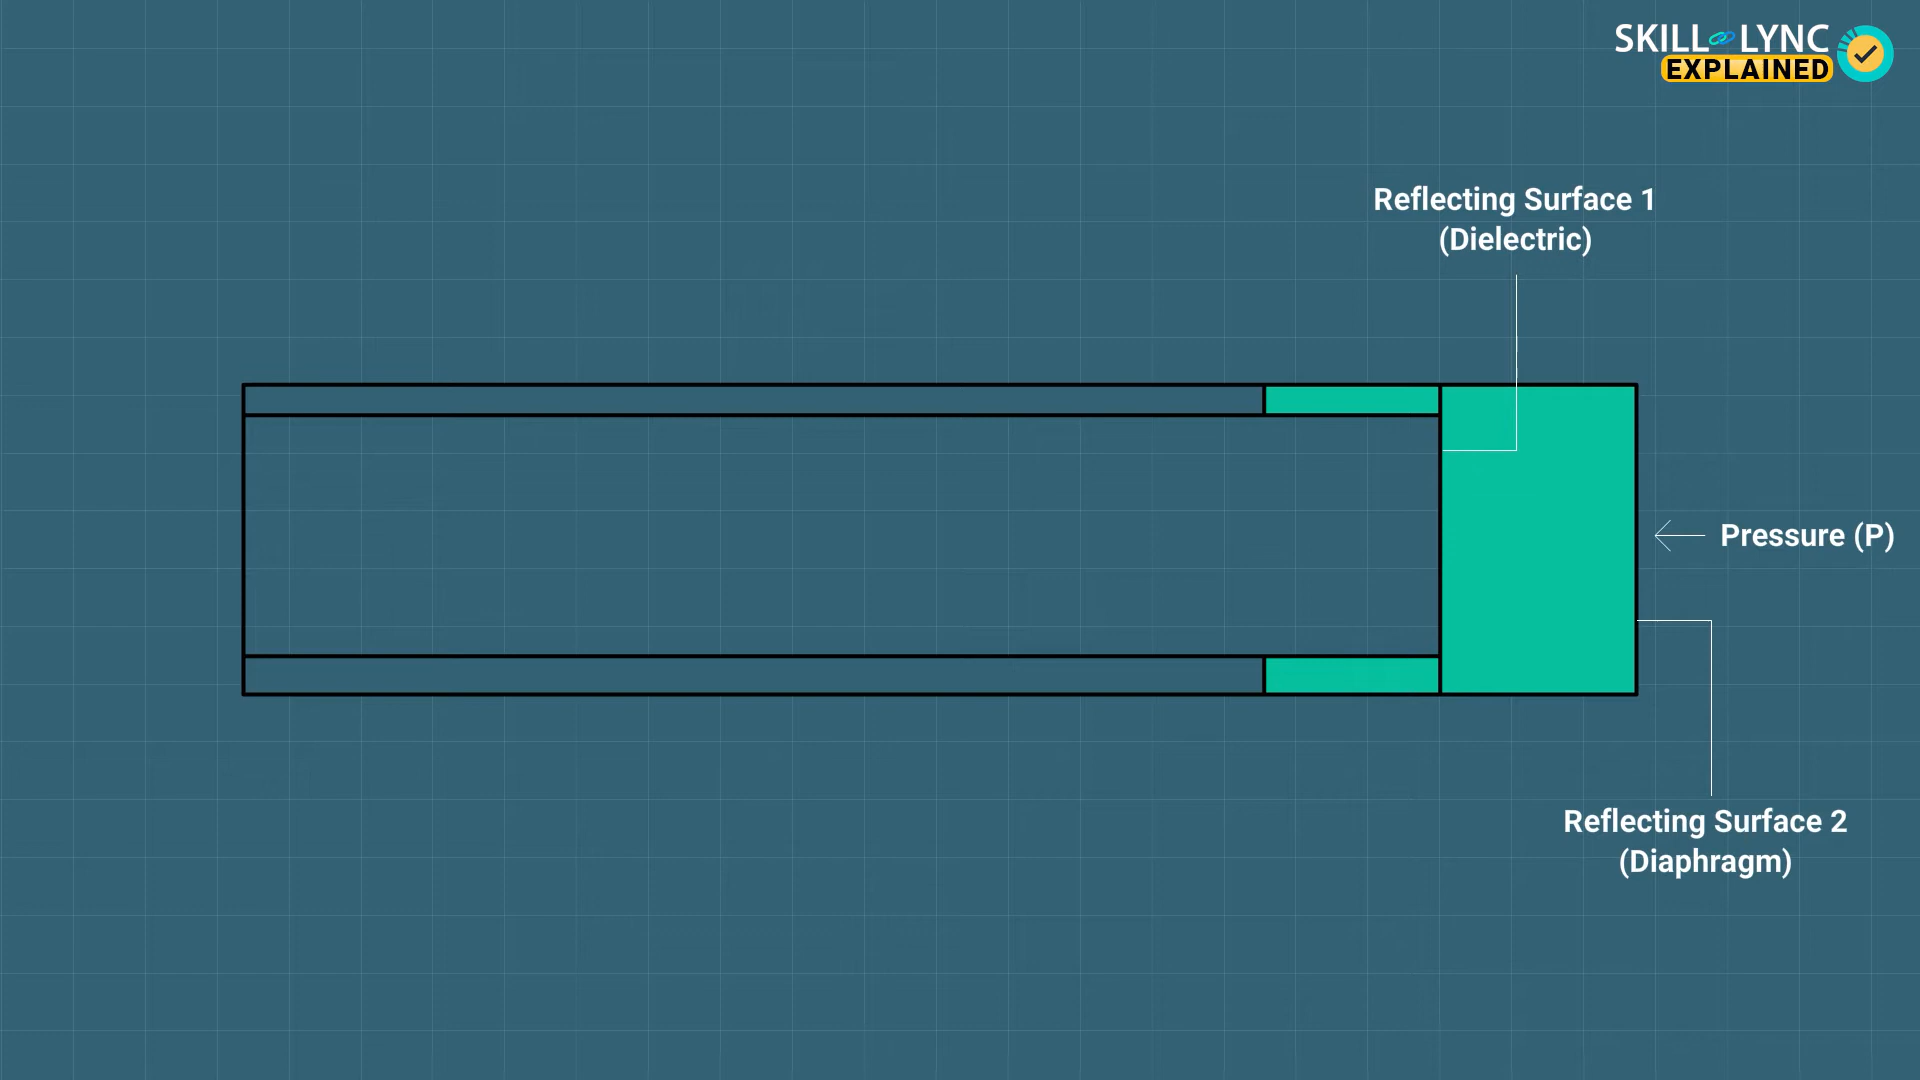 SKILL LYNC
EXPLAINED
Reflecting Surface 1
(Dielectric)
Pressure (P)
Reflecting Surface 2
(Diaphragm)